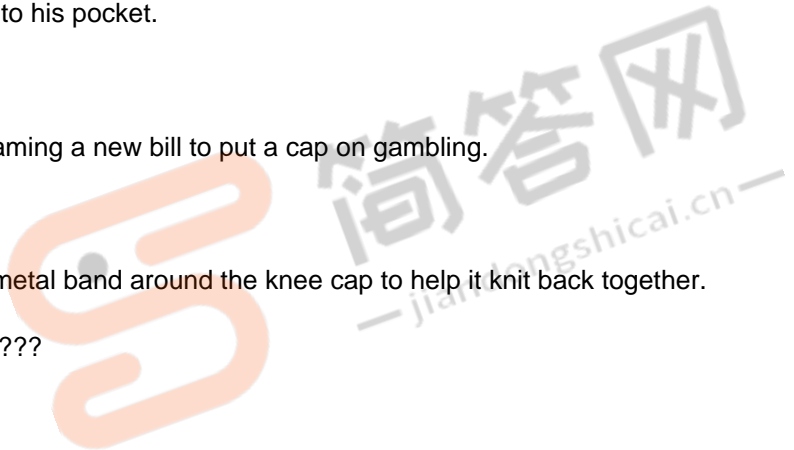 to his pocket.
简答网
aming a new bill to put a cap on gambling.
jiandongshicai.cn
metal band around the knee cap to help it knit back together.
???